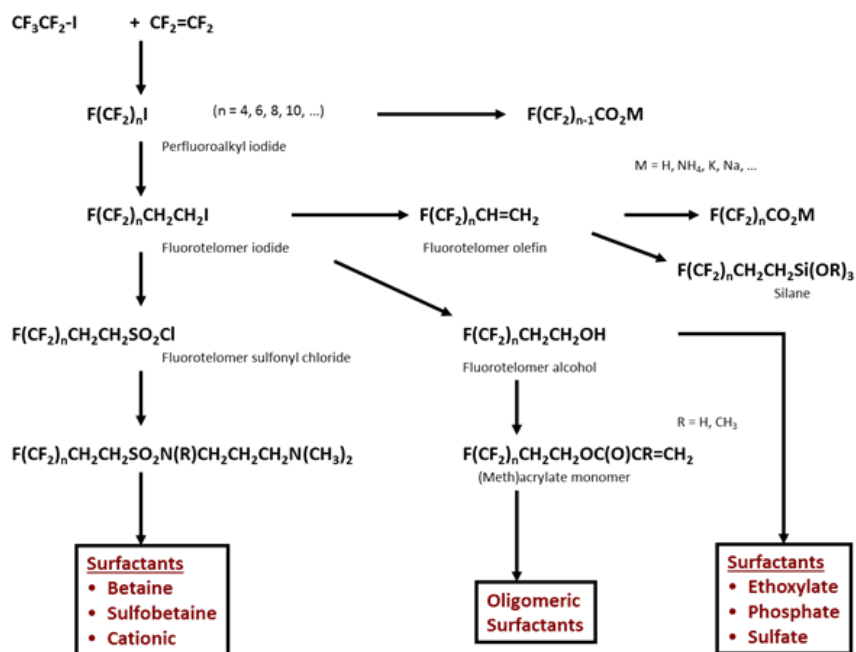 CF₃CF₂-I + CF₂=CF₂
F(CF₂)ₙI (n = 4, 6, 8, 10, ...) F(CF₂)ₙ₋₁CO₂M
Perfluoroalkyl iodide
M = H, NH₄, K, Na, ...
F(CF₂)ₙCH₂CH₂I F(CF₂)ₙCH=CH₂ F(CF₂)ₙCO₂M
Fluorotelomer iodide Fluorotelomer olefin
F(CF₂)ₙCH₂CH₂Si(OR)₃
Silane
F(CF₂)ₙCH₂CH₂SO₂Cl F(CF₂)ₙCH₂CH₂OH
Fluorotelomer sulfonyl chloride Fluorotelomer alcohol
R = H, CH₃
F(CF₂)ₙCH₂CH₂SO₂N(R)CH₂CH₂CH₂N(CH₃)₂ F(CF₂)ₙCH₂CH₂OC(O)CR=CH₂
(Meth)acrylate monomer
Surfactants
• Betaine
• Sulfobetaine
• Cationic
Oligomeric
Surfactants
Surfactants
• Ethoxylate
• Phosphate
• Sulfate